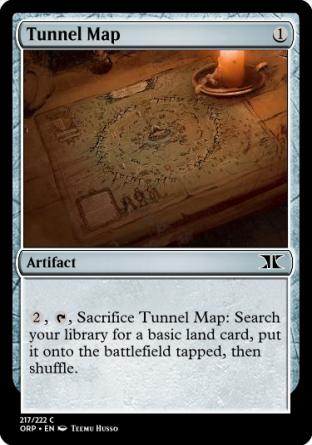 Tunnel Map 1
Artifact
2, T, Sacrifice Tunnel Map: Search
your library for a basic land card, put
it onto the battlefield tapped, then
shuffle.
217/222 C
ORP • EN Teemu Husso